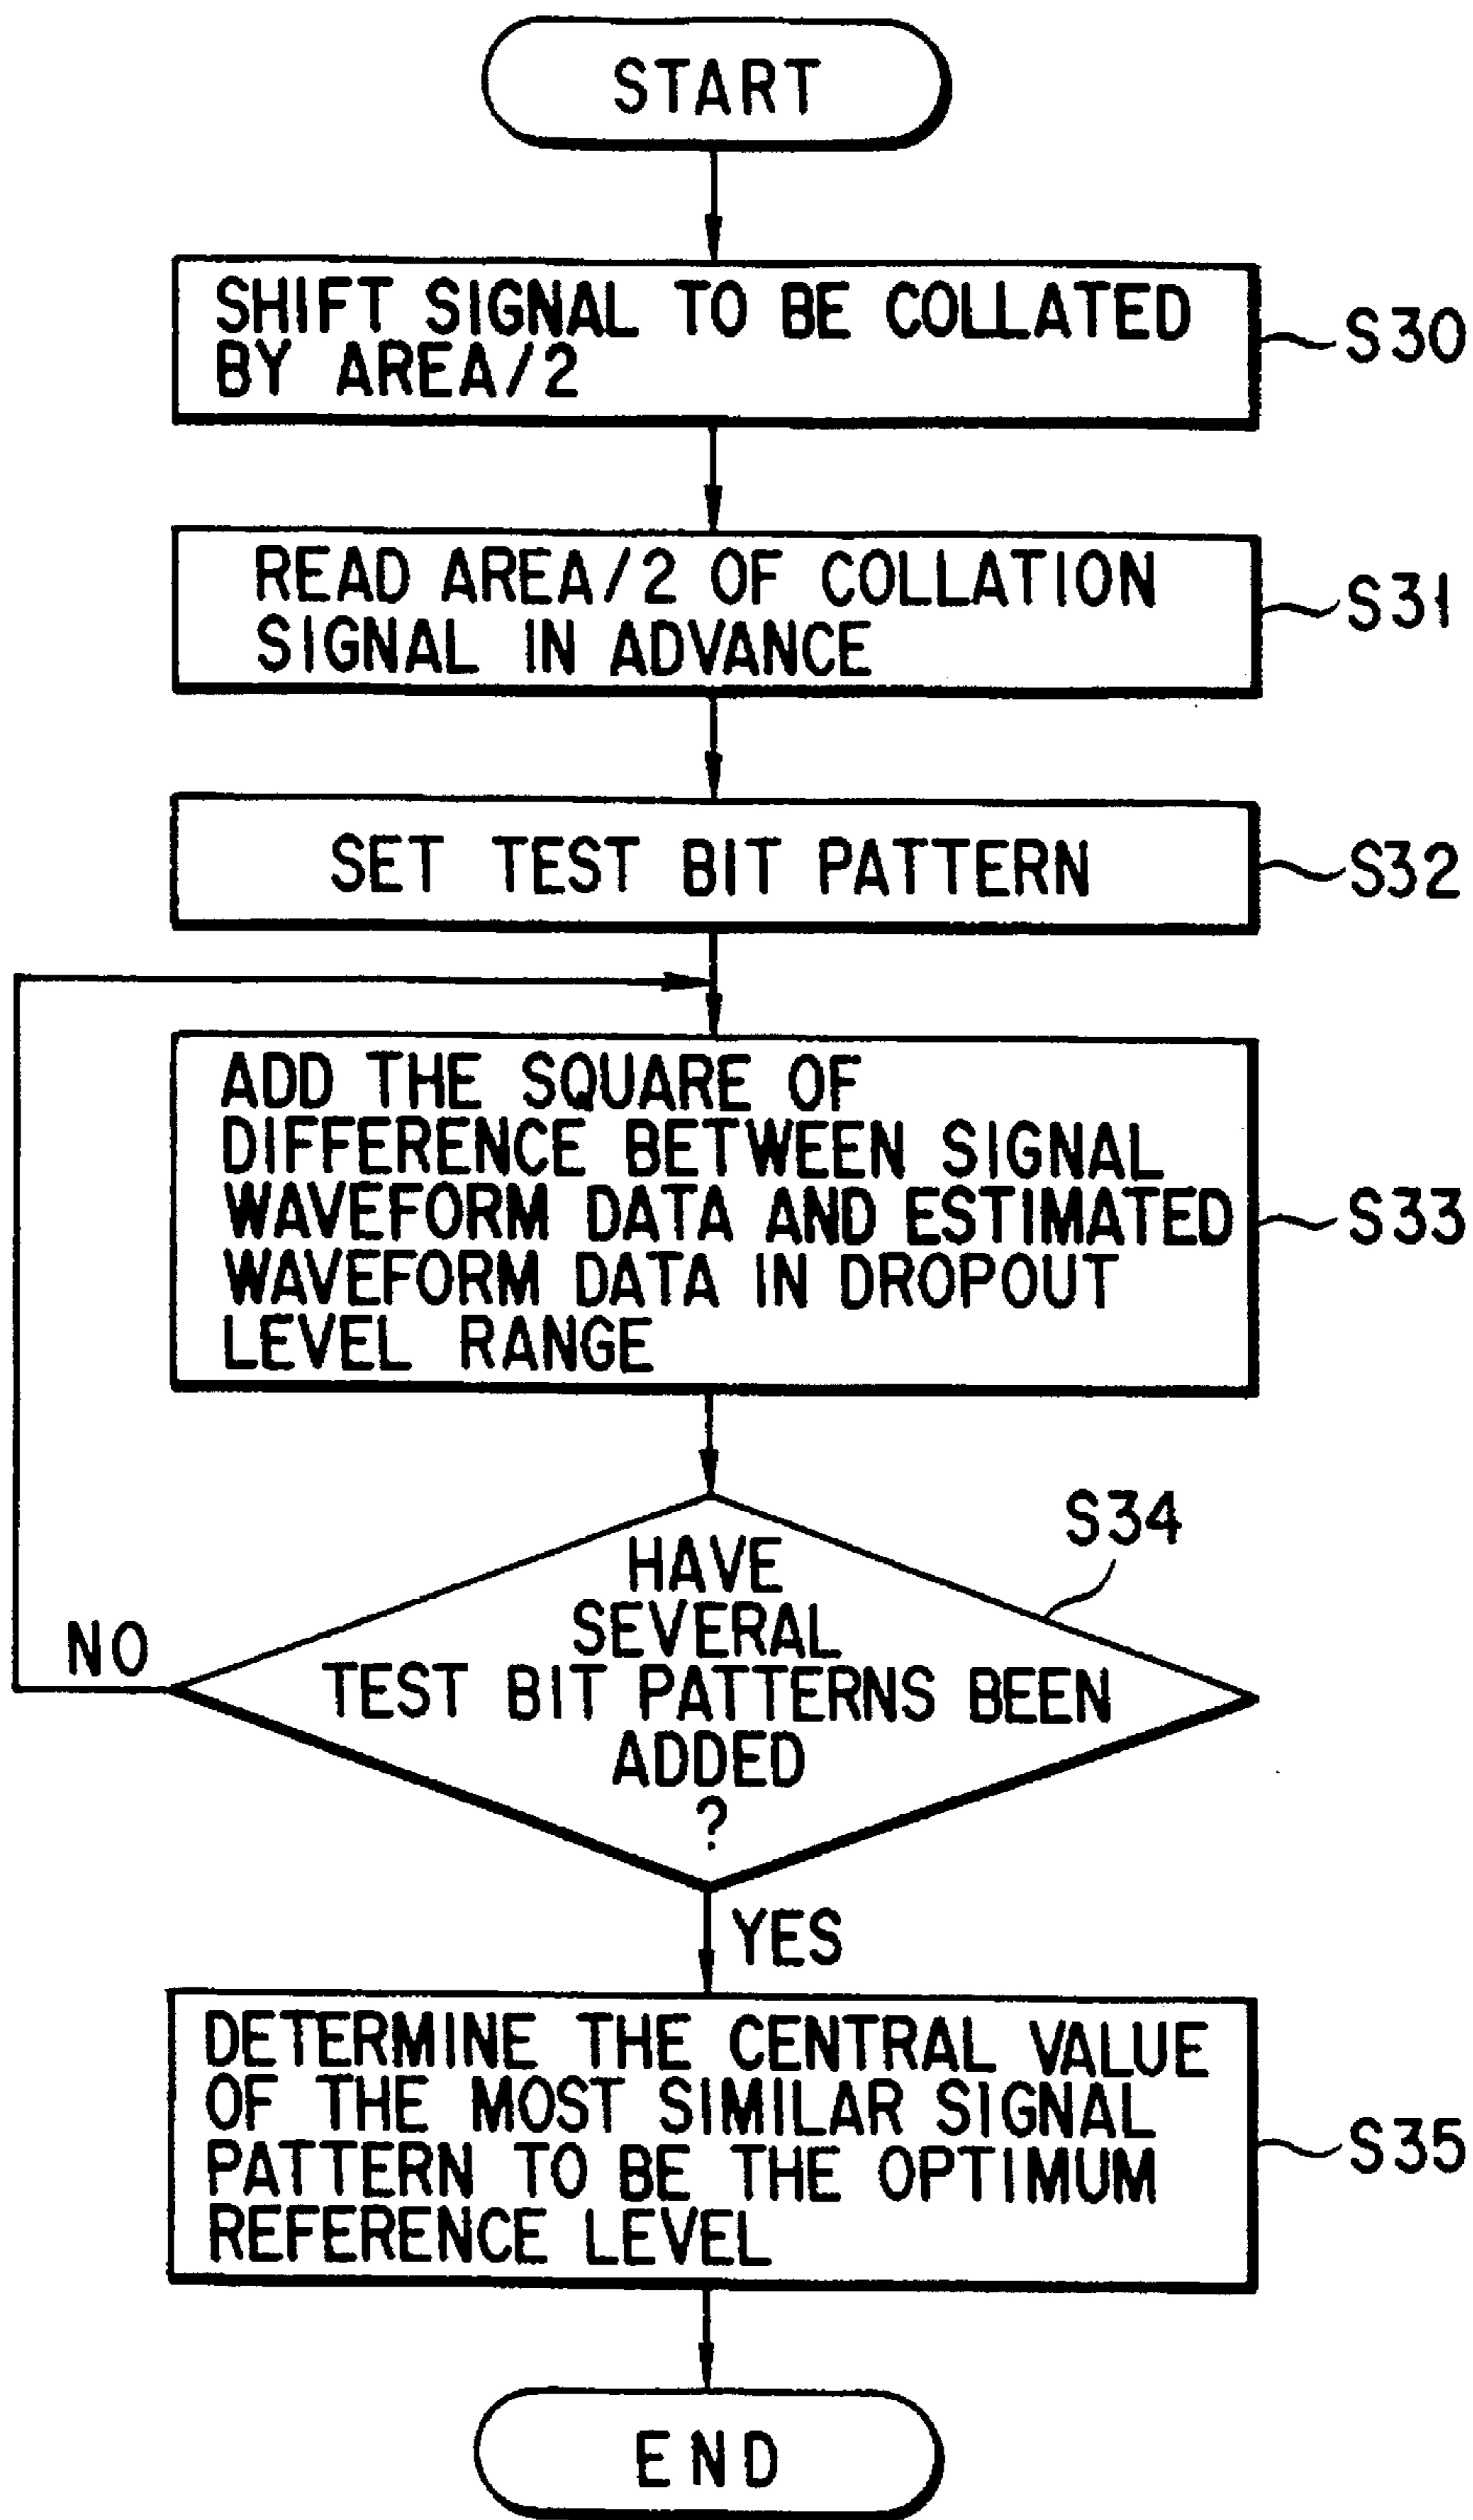 START
SHIFT SIGNAL TO BE COLLATED
BY AREA/2
S30
READ AREA/2 OF COLLATION
SIGNAL IN ADVANCE
S31
SET TEST BIT PATTERN
S32
ADD THE SQUARE OF
DIFFERENCE BETWEEN SIGNAL
WAVEFORM DATA AND ESTIMATED
WAVEFORM DATA IN DROPOUT
LEVEL RANGE
S33
S34
HAVE
SEVERAL
TEST BIT PATTERNS BEEN
ADDED
?
NO
YES
DETERMINE THE CENTRAL VALUE
OF THE MOST SIMILAR SIGNAL
PATTERN TO BE THE OPTIMUM
REFERENCE LEVEL
S35
END